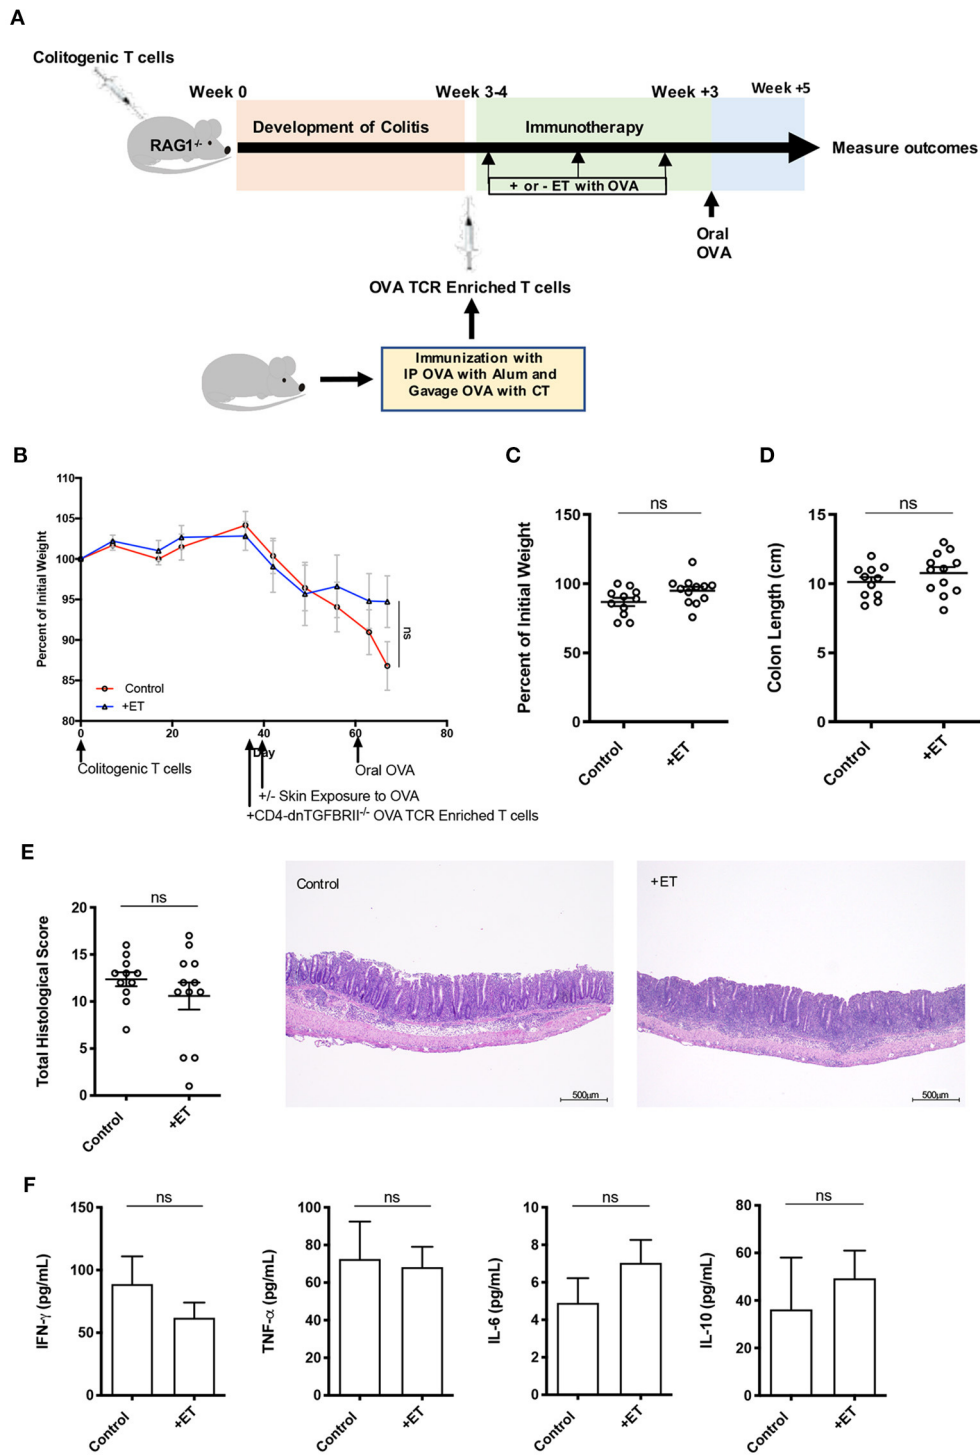 A
Colitogenic T cells
Week 0
Week 3-4
Week +3
Week +5
Development of Colitis
Immunotherapy
RAG1-/-
Measure outcomes
+ or - ET with OVA
Oral
OVA
OVA TCR Enriched T cells
Immunization with
IP OVA with Alum and
Gavage OVA with CT
B
Percent of Initial Weight
110
105
100
95
90
85
80
ns
Control
+ET
0
20
40
60
80
Day
Colitogenic T cells
Oral OVA
+/- Skin Exposure to OVA
+CD4-dnTGFBRII-/- OVA TCR Enriched T cells
C
Percent of Initial Weight
150
100
50
0
ns
Control
+ET
D
Colon Length (cm)
15
10
5
0
ns
Control
+ET
E
Total Histological Score
20
15
10
5
0
ns
Control
+ET
Control
500µm
+ET
500µm
F
IFN-γ (pg/mL)
150
100
50
0
ns
Control
+ET
TNF-α (pg/mL)
100
80
60
40
20
0
ns
Control
+ET
IL-6 (pg/mL)
8
6
4
2
0
ns
Control
+ET
IL-10 (pg/mL)
80
60
40
20
0
ns
Control
+ET